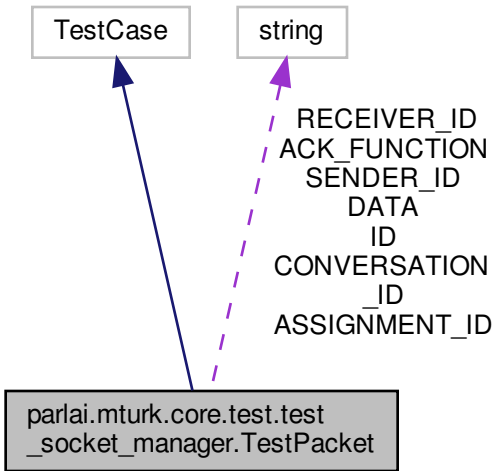 TestCase
string
RECEIVER_ID
ACK_FUNCTION
SENDER_ID
DATA
ID
CONVERSATION
_ID
ASSIGNMENT_ID
parlai.mturk.core.test.test
_socket_manager.TestPacket